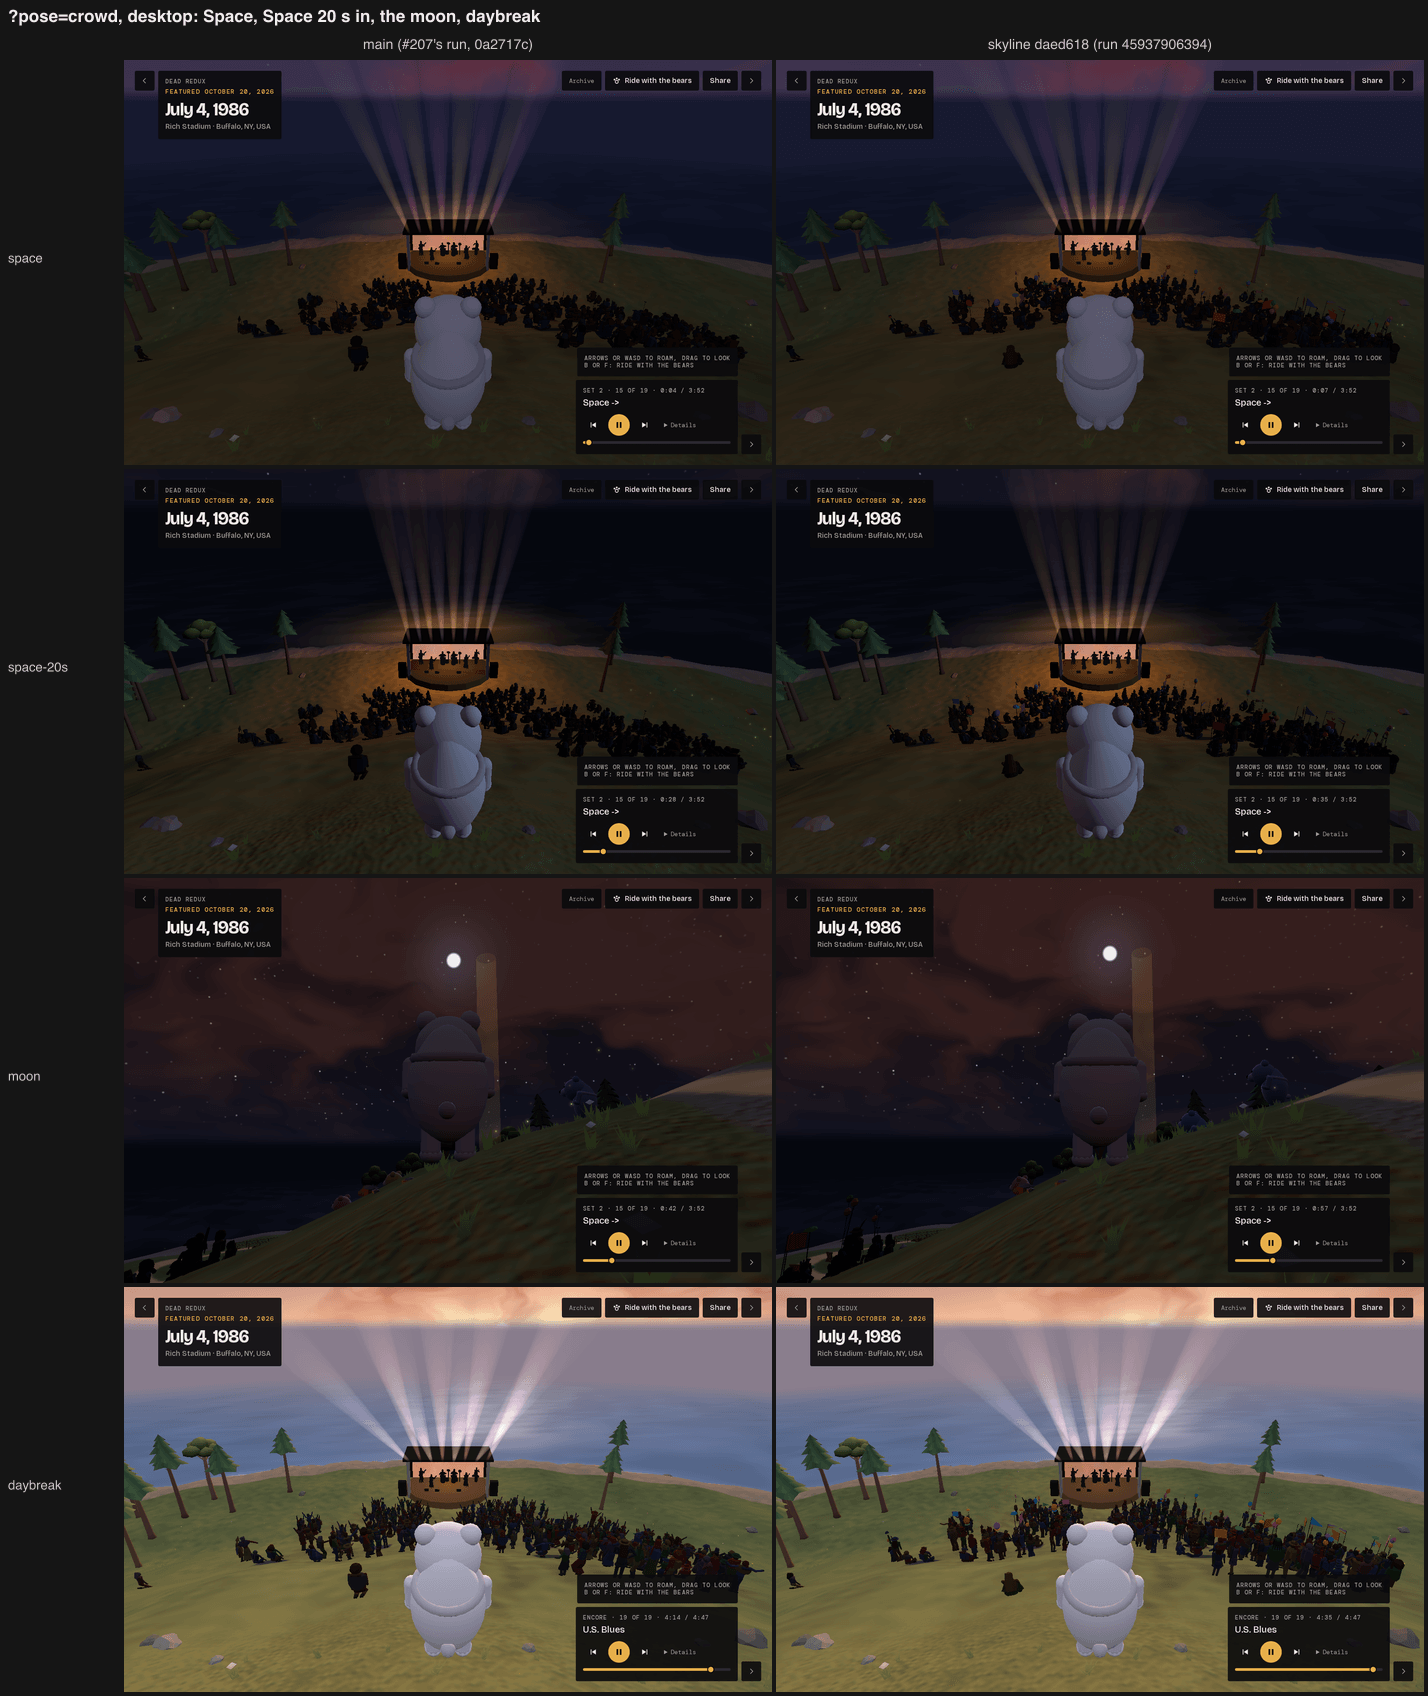 ?pose=crowd, desktop: Space, Space 20 s in, the moon, daybreak
main (#207's run, 0a2717c)
skyline daed618 (run 45937906394)
space
DEAD REDUX
FEATURED OCTOBER 20, 2026
July 4, 1986
Rich Stadium · Buffalo, NY, USA
Archive
Ride with the bears
Share
ARROWS OR WASD TO ROAM, DRAG TO LOOK
B OR F: RIDE WITH THE BEARS
SET 2 · 15 OF 19 · 0:04 / 3:52
Space ->
Details
DEAD REDUX
FEATURED OCTOBER 20, 2026
July 4, 1986
Rich Stadium · Buffalo, NY, USA
Archive
Ride with the bears
Share
ARROWS OR WASD TO ROAM, DRAG TO LOOK
B OR F: RIDE WITH THE BEARS
SET 2 · 15 OF 19 · 0:07 / 3:52
Space ->
Details
space-20s
DEAD REDUX
FEATURED OCTOBER 20, 2026
July 4, 1986
Rich Stadium · Buffalo, NY, USA
Archive
Ride with the bears
Share
ARROWS OR WASD TO ROAM, DRAG TO LOOK
B OR F: RIDE WITH THE BEARS
SET 2 · 15 OF 19 · 0:28 / 3:52
Space ->
Details
DEAD REDUX
FEATURED OCTOBER 20, 2026
July 4, 1986
Rich Stadium · Buffalo, NY, USA
Archive
Ride with the bears
Share
ARROWS OR WASD TO ROAM, DRAG TO LOOK
B OR F: RIDE WITH THE BEARS
SET 2 · 15 OF 19 · 0:35 / 3:52
Space ->
Details
moon
DEAD REDUX
FEATURED OCTOBER 20, 2026
July 4, 1986
Rich Stadium · Buffalo, NY, USA
Archive
Ride with the bears
Share
ARROWS OR WASD TO ROAM, DRAG TO LOOK
B OR F: RIDE WITH THE BEARS
SET 2 · 15 OF 19 · 0:42 / 3:52
Space ->
Details
DEAD REDUX
FEATURED OCTOBER 20, 2026
July 4, 1986
Rich Stadium · Buffalo, NY, USA
Archive
Ride with the bears
Share
ARROWS OR WASD TO ROAM, DRAG TO LOOK
B OR F: RIDE WITH THE BEARS
SET 2 · 15 OF 19 · 0:57 / 3:52
Space ->
Details
daybreak
DEAD REDUX
FEATURED OCTOBER 20, 2026
July 4, 1986
Rich Stadium · Buffalo, NY, USA
Archive
Ride with the bears
Share
ARROWS OR WASD TO ROAM, DRAG TO LOOK
B OR F: RIDE WITH THE BEARS
ENCORE · 19 OF 19 · 4:14 / 4:47
U.S. Blues
Details
DEAD REDUX
FEATURED OCTOBER 20, 2026
July 4, 1986
Rich Stadium · Buffalo, NY, USA
Archive
Ride with the bears
Share
ARROWS OR WASD TO ROAM, DRAG TO LOOK
B OR F: RIDE WITH THE BEARS
ENCORE · 19 OF 19 · 4:35 / 4:47
U.S. Blues
Details